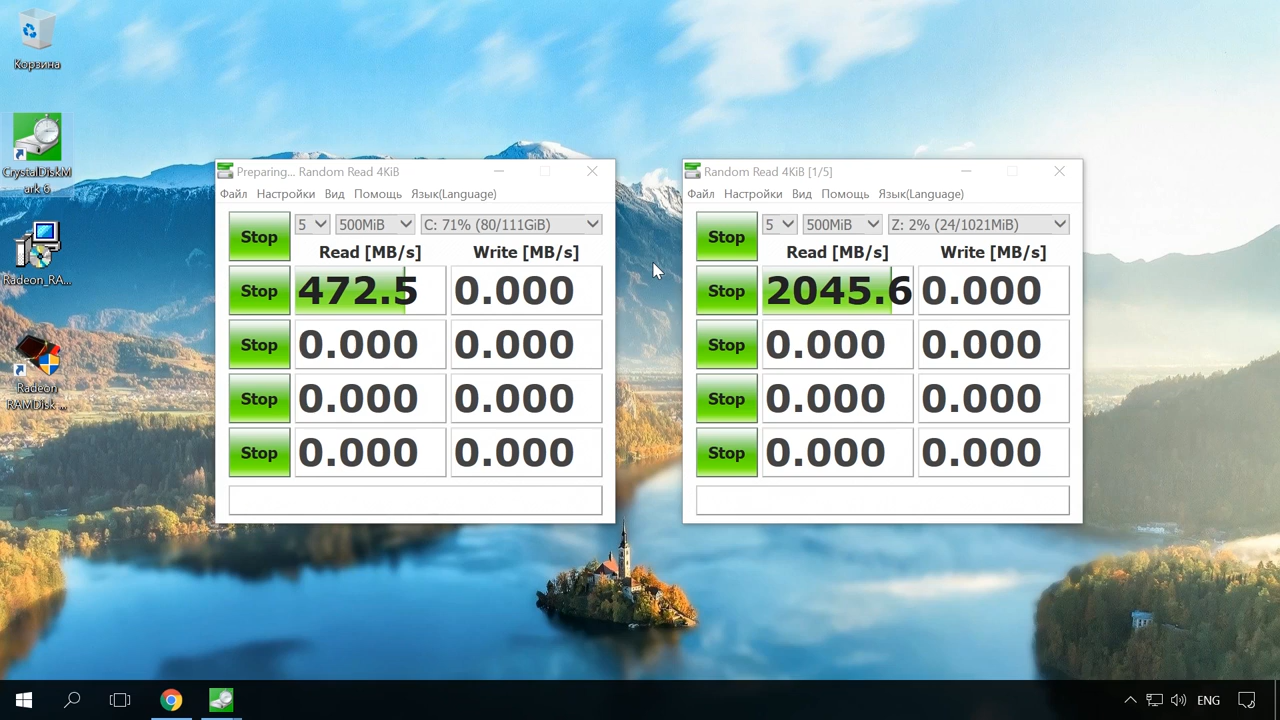 Корзина
CrystalDiskM
ark 6
Radeon_RA...
Radeon
RAMDisk ...
Preparing... Random Read 4KiB
Файл Настройки Вид Помощь Язык(Language)
Stop 5 500MiB C: 71% (80/111GiB)
Read [MB/s] Write [MB/s]
Stop 472.5 0.000
Stop 0.000 0.000
Stop 0.000 0.000
Stop 0.000 0.000
Random Read 4KiB [1/5]
Файл Настройки Вид Помощь Язык(Language)
Stop 5 500MiB Z: 2% (24/1021MiB)
Read [MB/s] Write [MB/s]
Stop 2045.6 0.000
Stop 0.000 0.000
Stop 0.000 0.000
Stop 0.000 0.000
ENG